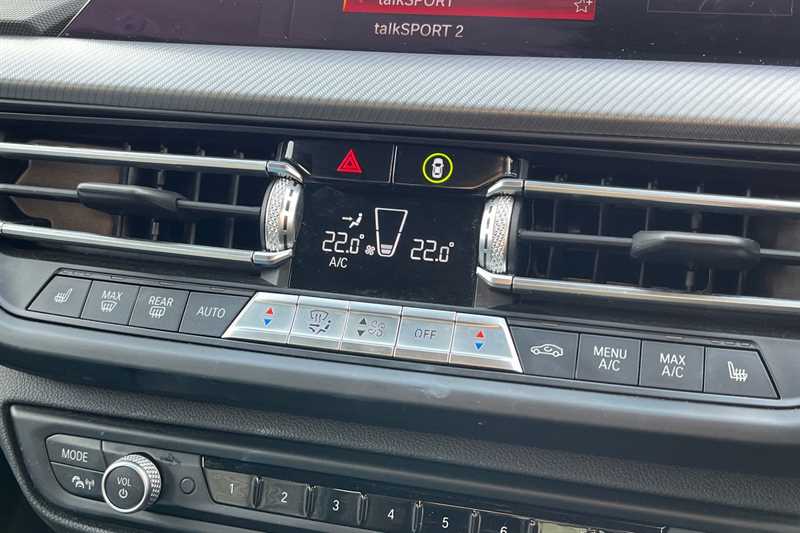 talkSPORT
talkSPORT 2
22.0° 22.0°
A/C
MAX
REAR
AUTO
OFF
MENU
A/C
MAX
A/C
MODE
VOL
1 2 3 4 5 6